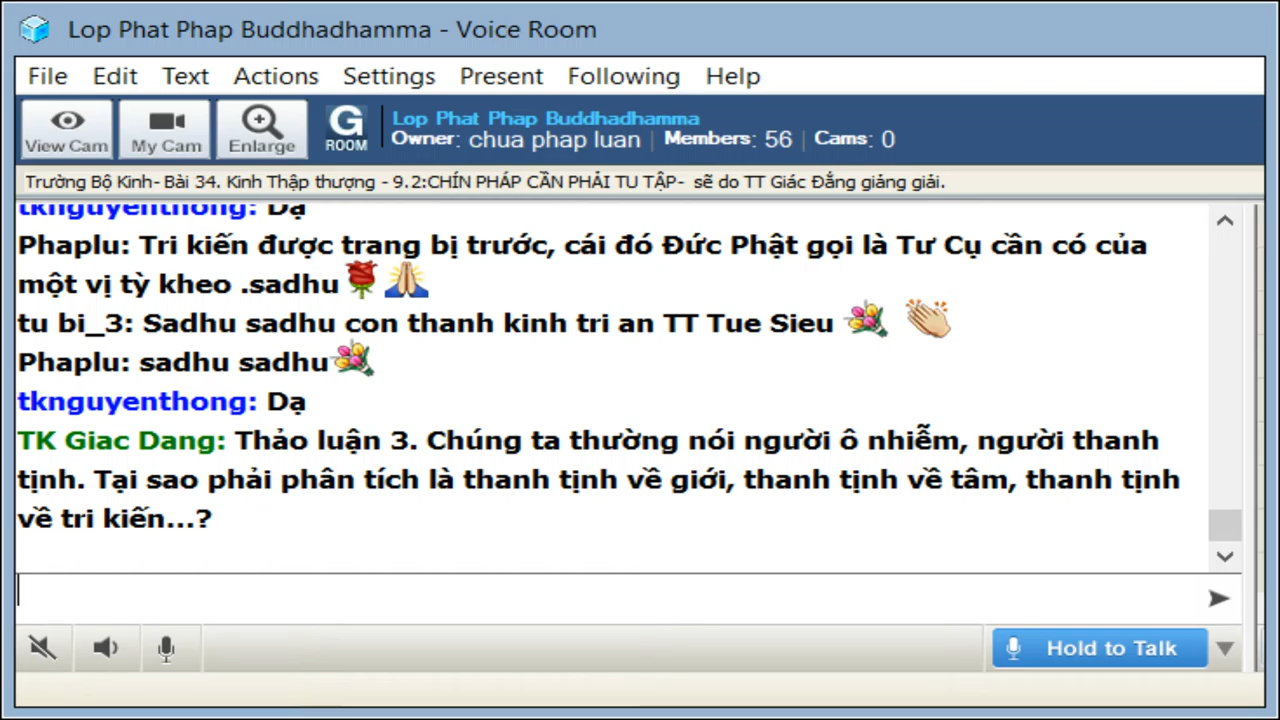 Lop Phat Phap Buddhadhamma - Voice Room
File Edit Text Actions Settings Present Following Help
View Cam My Cam Enlarge G ROOM
Lop Phat Phap Buddhadhamma
Owner: chua phap luan | Members: 56 | Cams: 0
Trường Bộ Kinh- Bài 34. Kinh Thập thượng - 9.2:CHÍN PHÁP CẦN PHẢI TU TẬP- sẽ do TT Giác Đẳng giảng giải.
tknguyenthong: Dạ
Phaplu: Tri kiến được trang bị trước, cái đó Đức Phật gọi là Tư Cụ cần có của
một vị tỳ kheo .sadhu
tu bi_3: Sadhu sadhu con thanh kinh tri an TT Tue Sieu
Phaplu: sadhu sadhu
tknguyenthong: Dạ
TK Giac Dang: Thảo luận 3. Chúng ta thường nói người ô nhiễm, người thanh
tịnh. Tại sao phải phân tích là thanh tịnh về giới, thanh tịnh về tâm, thanh tịnh
về tri kiến...?
Hold to Talk